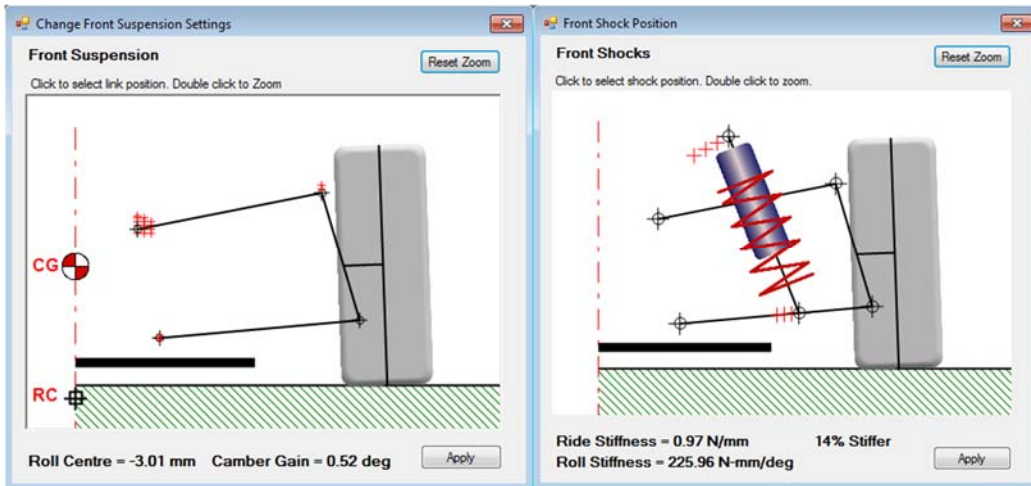 Change Front Suspension Settings
Front Suspension
Reset Zoom
Click to select link position. Double click to Zoom
CG
RC
Roll Centre = -3.01 mm Camber Gain = 0.52 deg
Apply
Front Shock Position
Front Shocks
Reset Zoom
Click to select shock position. Double click to zoom.
Ride Stiffness = 0.97 N/mm 14% Stiffer
Roll Stiffness = 225.96 N-mm/deg
Apply